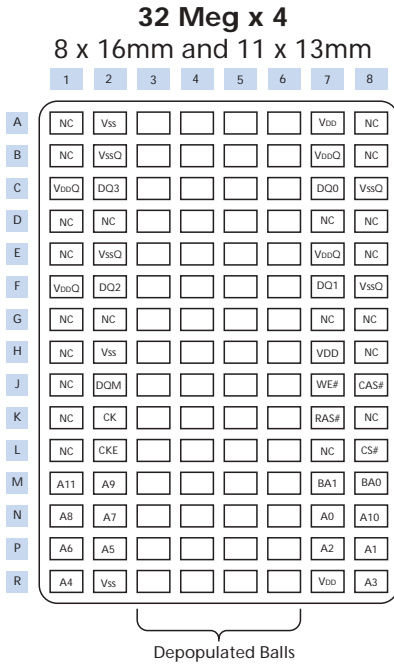 32 Meg x 4
8 x 16mm and 11 x 13mm
1 2 3 4 5 6 7 8
A NC Vss VDD NC
B NC VssQ VDDQ NC
C VDDQ DQ3 DQ0 VssQ
D NC NC NC NC
E NC VssQ VDDQ NC
F VDDQ DQ2 DQ1 VssQ
G NC NC NC NC
H NC Vss VDD NC
J NC DQM WE# CAS#
K NC CK RAS# NC
L NC CKE NC CS#
M A11 A9 BA1 BA0
N A8 A7 A0 A10
P A6 A5 A2 A1
R A4 Vss VDD A3
Depopulated Balls